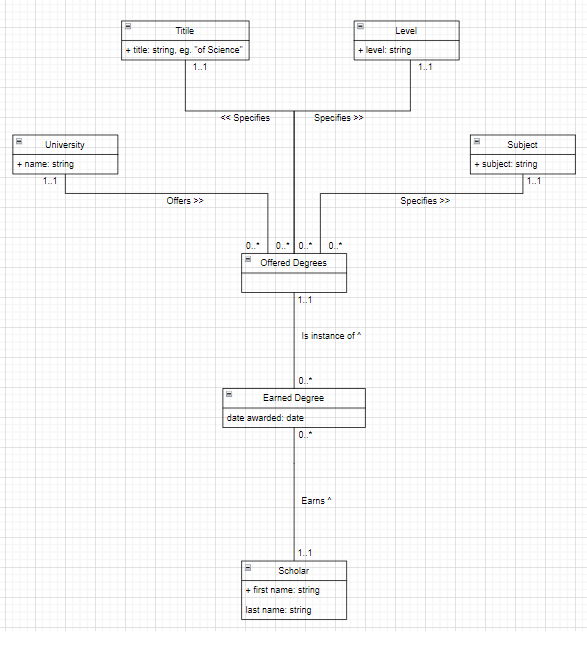 Titile
+ title: string, eg. "of Science"
Level
+ level: string
1..1
1..1
<< Specifies
Specifies >>
University
+ name: string
Subject
+ subject: string
1..1
1..1
Offers >>
Specifies >>
0..*
0..*
0..*
0..*
Offered Degrees
1..1
Is instance of ^
0..*
Earned Degree
date awarded: date
0..*
Earns ^
1..1
Scholar
+ first name: string
last name: string